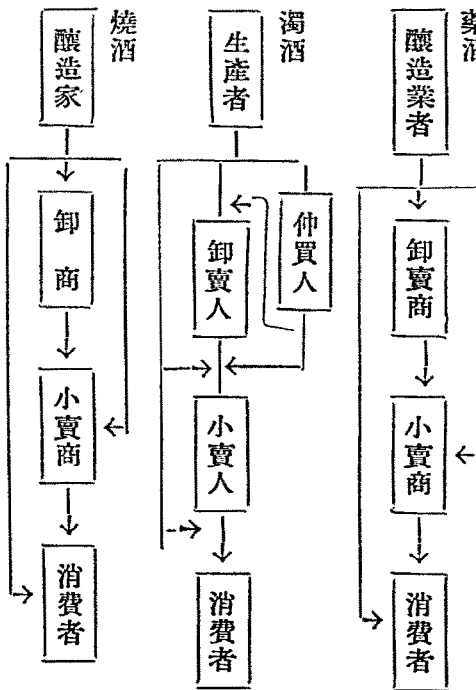 藥酒
釀造業者
卸賣商
小賣商
消費者
濁酒
生產者
仲買人
卸賣人
小賣人
消費者
燒酒
釀造家
卸商
小賣商
消費者